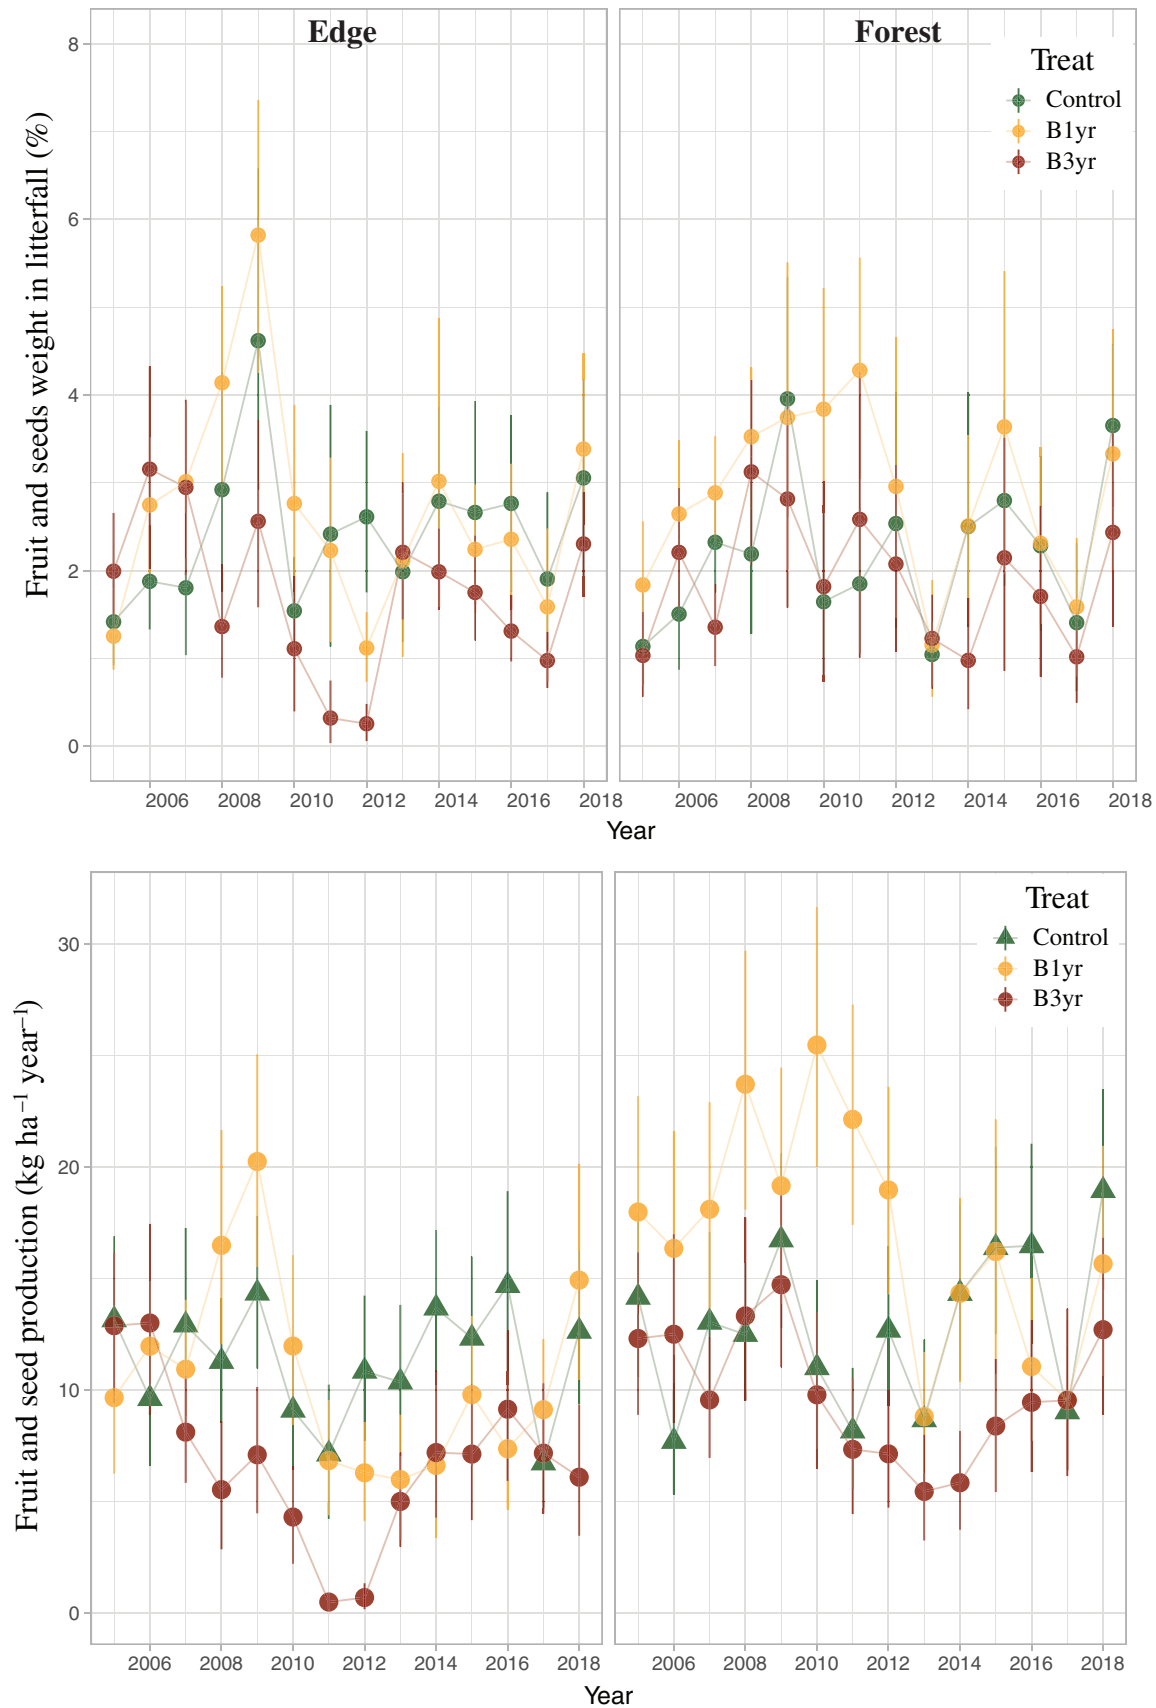 Edge
Forest
Treat
Control
B1yr
B3yr
Fruit and seeds weight in litterfall (%)
8
6
4
2
0
2006 2008 2010 2012 2014 2016 2018
2006 2008 2010 2012 2014 2016 2018
Year
Treat
Control
B1yr
B3yr
Fruit and seed production (kg ha⁻¹ year⁻¹)
30
20
10
0
2006 2008 2010 2012 2014 2016 2018
2006 2008 2010 2012 2014 2016 2018
Year